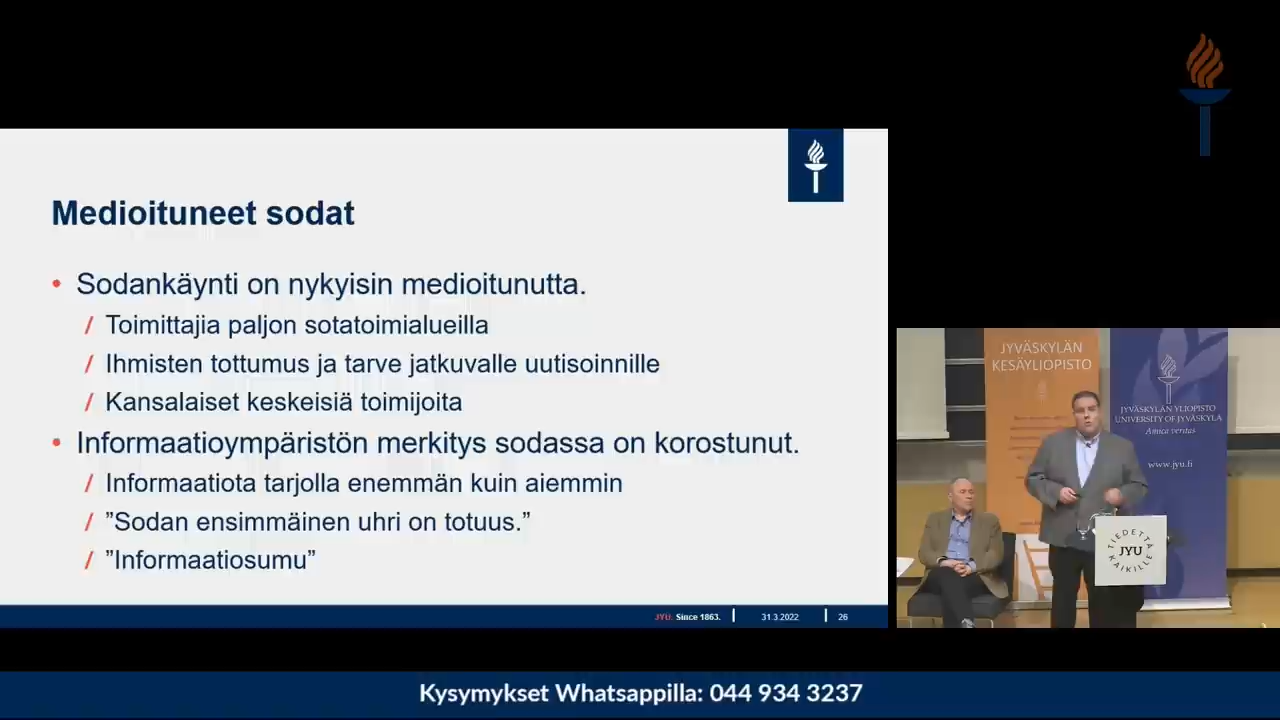 Medioituneet sodat
• Sodankäynti on nykyisin medioitunutta.
/ Toimittajia paljon sotatoimialueilla
/ Ihmisten tottumus ja tarve jatkuvalle uutisoinnille
/ Kansalaiset keskeisiä toimijoita
• Informaatioympäristön merkitys sodassa on korostunut.
/ Informaatiota tarjolla enemmän kuin aiemmin
/ ”Sodan ensimmäinen uhri on totuus.”
/ ”Informaatiosumu”
JYU. Since 1863.
31.3.2022
26
JYVÄSKYLÄN
KESÄYLIOPISTO
JYVÄSKYLÄN YLIOPISTO
UNIVERSITY OF JYVÄSKYLÄ
Amica veritas
www.jyu.fi
TIEDETTÄ
JYU
KAIKILLE
Kysymykset Whatsappilla: 044 934 3237